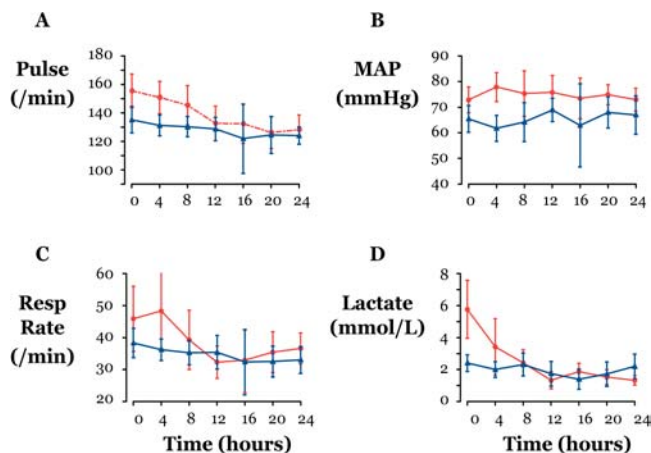 A
Pulse
(/min)
180
160
140
120
100
0 4 8 12 16 20 24
B
MAP
(mmHg)
100
90
80
70
60
50
40
0 4 8 12 16 20 24
C
Resp
Rate
(/min)
60
50
40
30
20
0 4 8 12 16 20 24
Time (hours)
D
Lactate
(mmol/L)
8
6
4
2
0
0 4 8 12 16 20 24
Time (hours)